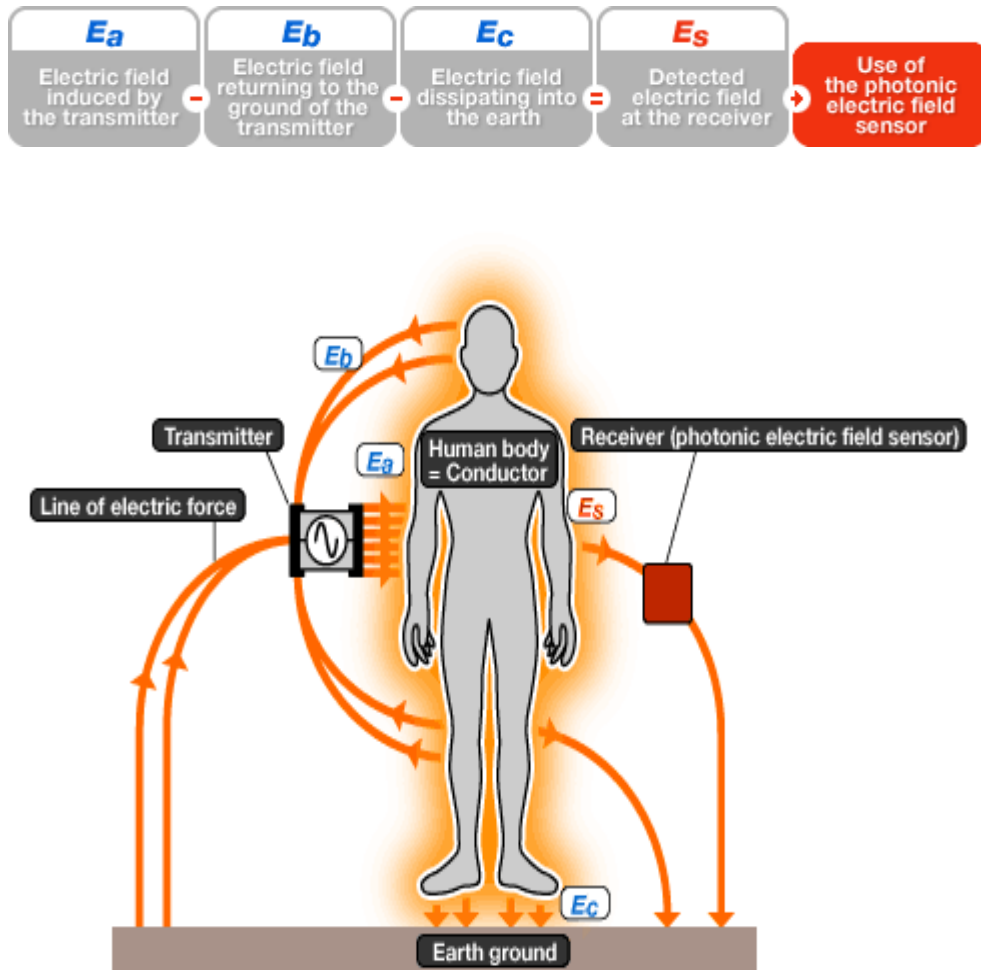 Ea
Eb
Ec
Es
Electric field
induced by
the transmitter
-
Electric field
returning to the
ground of the
transmitter
-
Electric field
dissipating into
the earth
=
Detected
electric field
at the receiver
Use of
the photonic
electric field
sensor
Eb
Transmitter
Ea
Human body
= Conductor
Receiver (photonic electric field sensor)
Line of electric force
Es
Ec
Earth ground